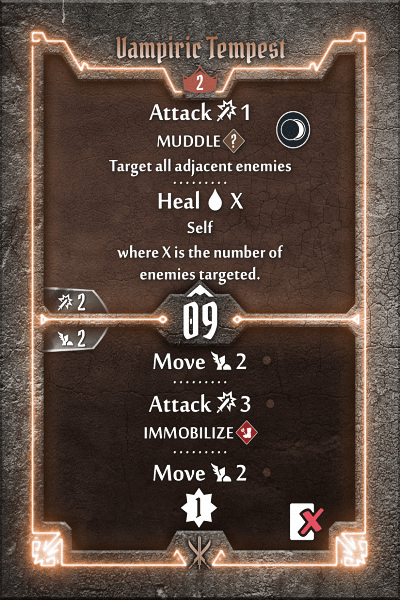 Vampiric Tempest
2
Attack 1
MUDDLE ?
Target all adjacent enemies
Heal X
Self
where X is the number of
enemies targeted.
2
09
2
Move 2
Attack 3
IMMOBILIZE
Move 2
1